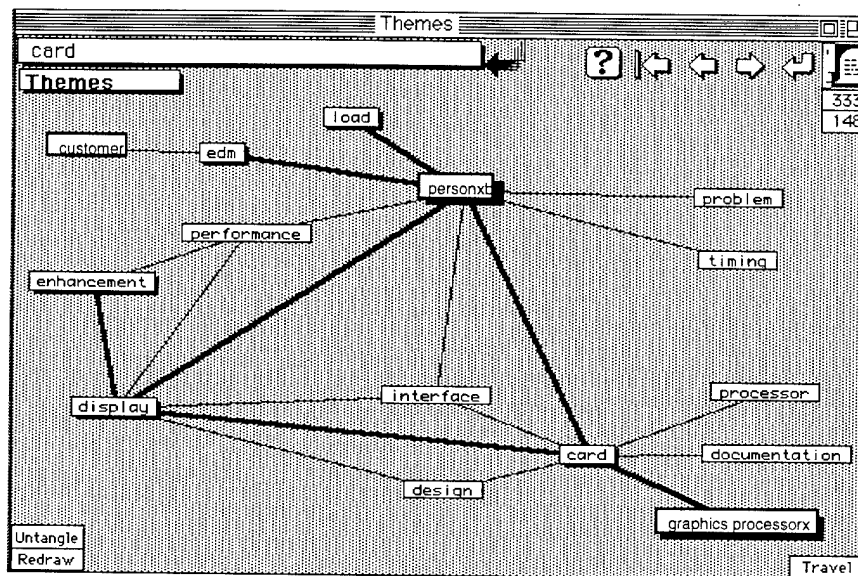 Themes
card
?
Themes
333
148
load
customer
edm
personxb
problem
performance
timing
enhancement
display
interface
processor
card
documentation
design
graphics processorx
Untangle
Redraw
Travel